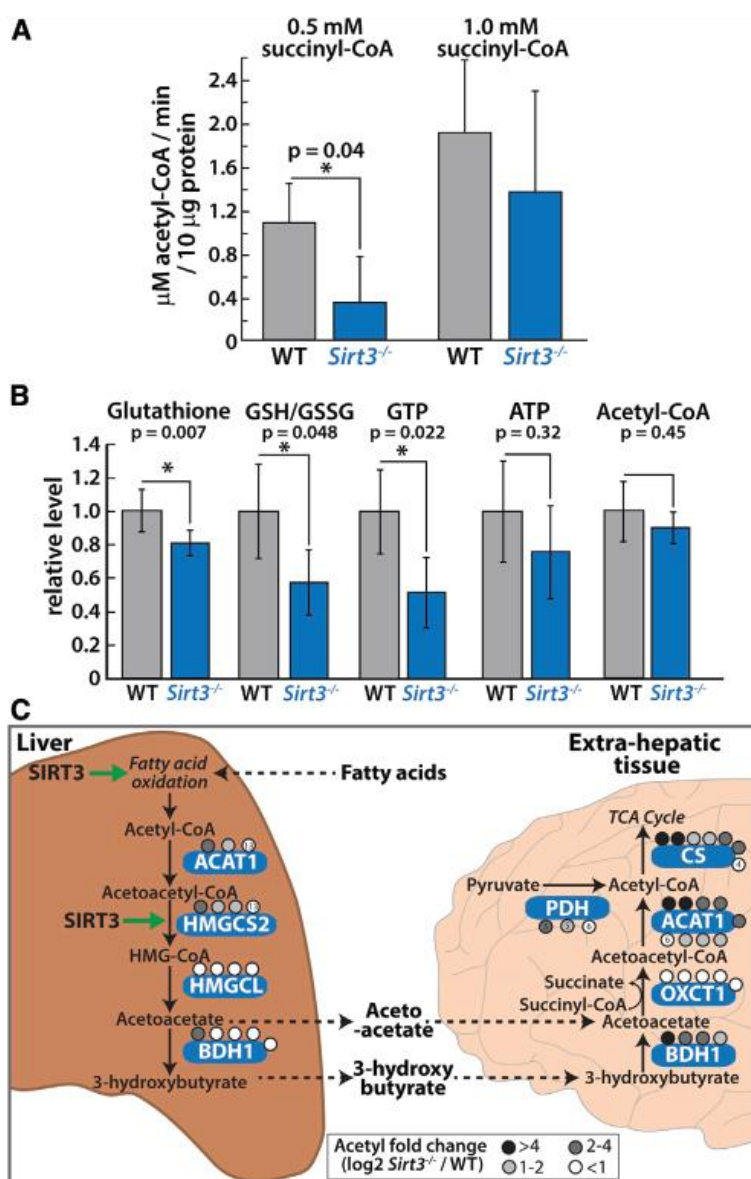 A
0.5 mM
succinyl-CoA
1.0 mM
succinyl-CoA
μM acetyl-CoA / min
/ 10 μg protein
2.4
2.0
1.6
1.2
0.8
0.4
0
p = 0.04
*
WT
Sirt3-/-
WT
Sirt3-/-
B
Glutathione
p = 0.007
*
GSH/GSSG
p = 0.048
*
GTP
p = 0.022
*
ATP
p = 0.32
Acetyl-CoA
p = 0.45
relative level
1.4
1.2
1.0
0.8
0.6
0.4
0.2
0
WT Sirt3-/-
WT Sirt3-/-
WT Sirt3-/-
WT Sirt3-/-
WT Sirt3-/-
C
Liver
SIRT3
Fatty acid
oxidation
Fatty acids
Acetyl-CoA
13
ACAT1
Acetoacetyl-CoA
13
SIRT3
HMGCS2
HMG-CoA
HMGCL
Acetoacetate
BDH1
3-hydroxybutyrate
Aceto
-acetate
3-hydroxy
butyrate
Extra-hepatic
tissue
TCA Cycle
CS
4
Pyruvate
Acetyl-CoA
PDH
6
ACAT1
6
Acetoacetyl-CoA
Succinate
Succinyl-CoA
OXCT1
Acetoacetate
BDH1
3-hydroxybutyrate
Acetyl fold change
(log2 Sirt3-/- / WT)
>4
2-4
1-2
<1